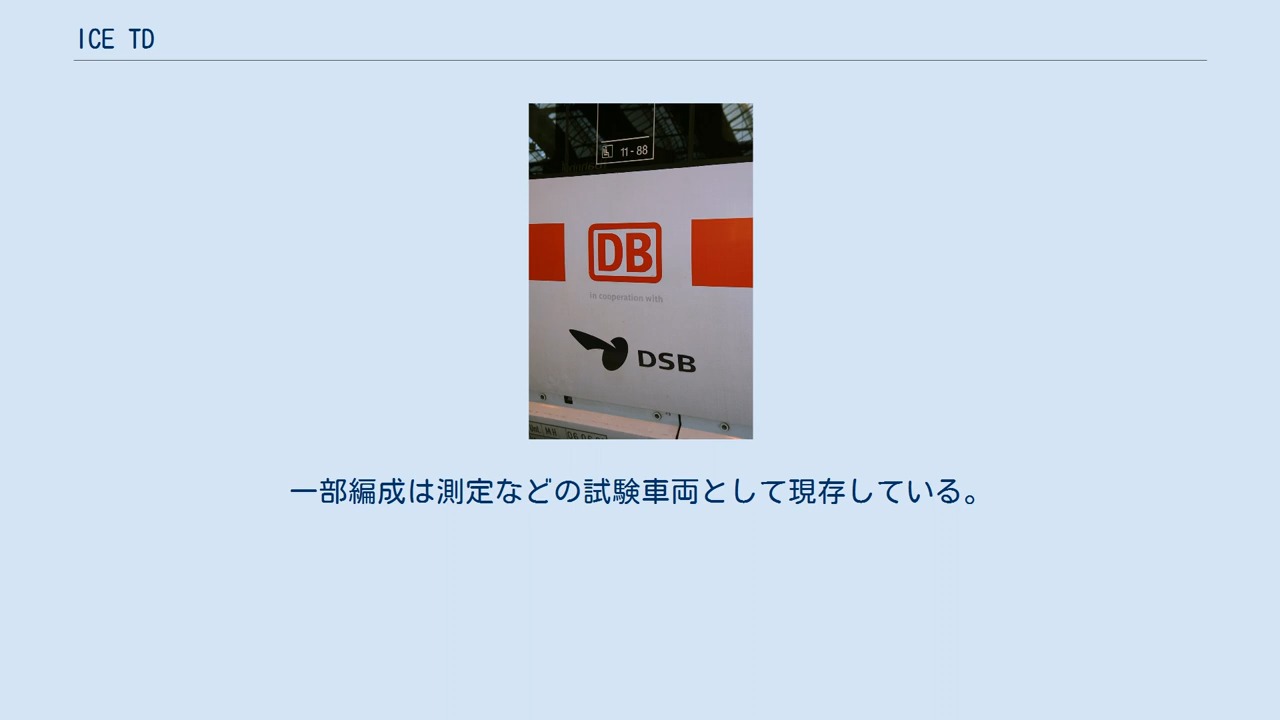 ICE TD
11-88
DB
in cooperation with
DSB
一部編成は測定などの試験車両として現存している。